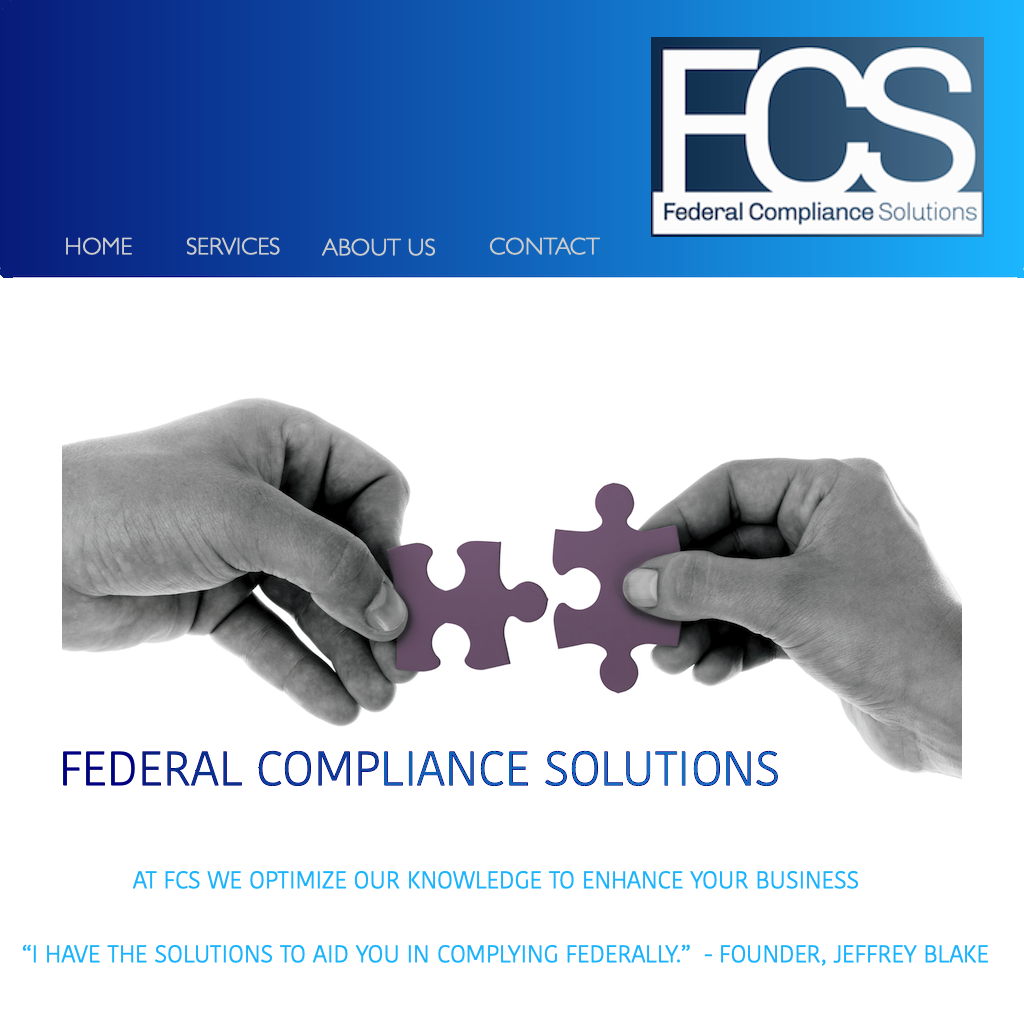 FCS
Federal Compliance Solutions
HOME SERVICES ABOUT US CONTACT
FEDERAL COMPLIANCE SOLUTIONS
AT FCS WE OPTIMIZE OUR KNOWLEDGE TO ENHANCE YOUR BUSINESS
“I HAVE THE SOLUTIONS TO AID YOU IN COMPLYING FEDERALLY.” - FOUNDER, JEFFREY BLAKE